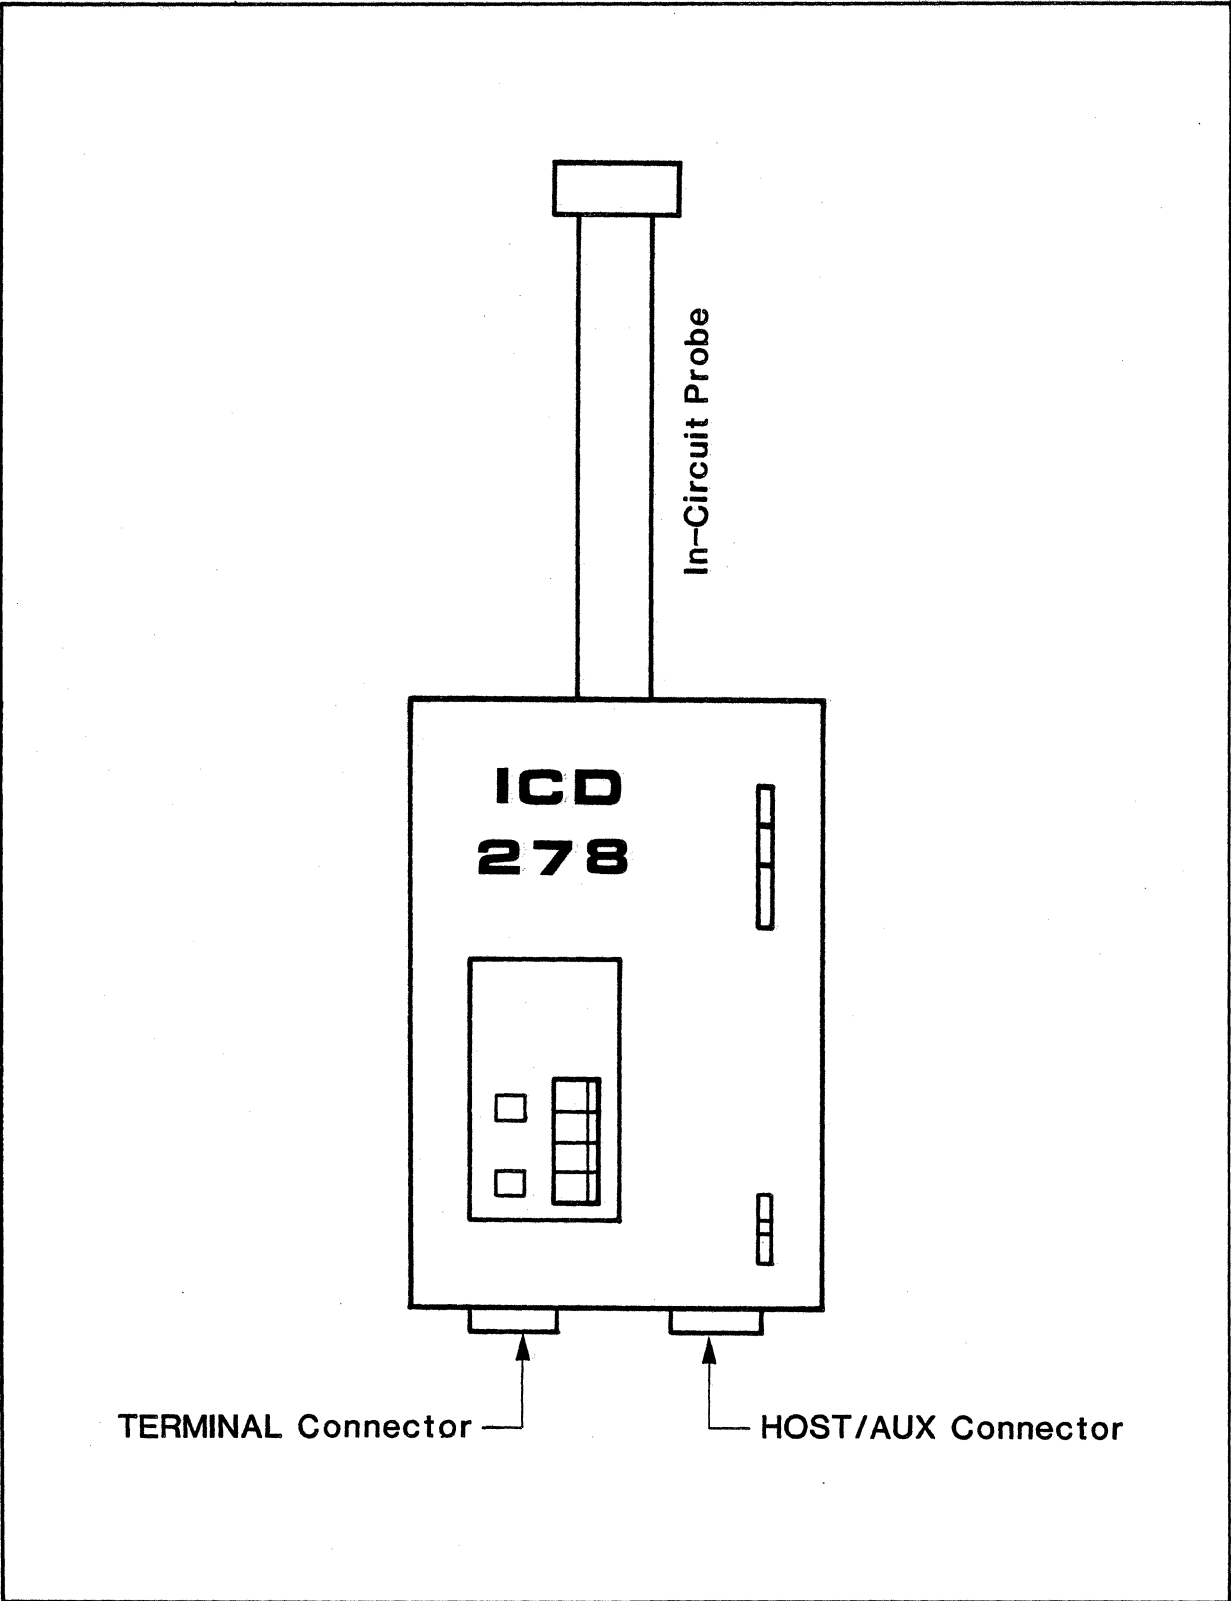 In-Circuit Probe
ICD
278
TERMINAL Connector
HOST/AUX Connector